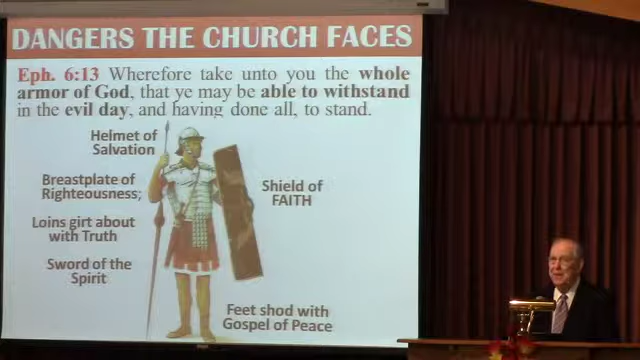 DANGERS THE CHURCH FACES
Eph. 6:13 Wherefore take unto you the whole
armor of God, that ye may be able to withstand
in the evil day, and having done all, to stand.
Helmet of
Salvation
Breastplate of
Righteousness;
Loins girt about
with Truth
Sword of the
Spirit
Shield of
FAITH
Feet shod with
Gospel of Peace